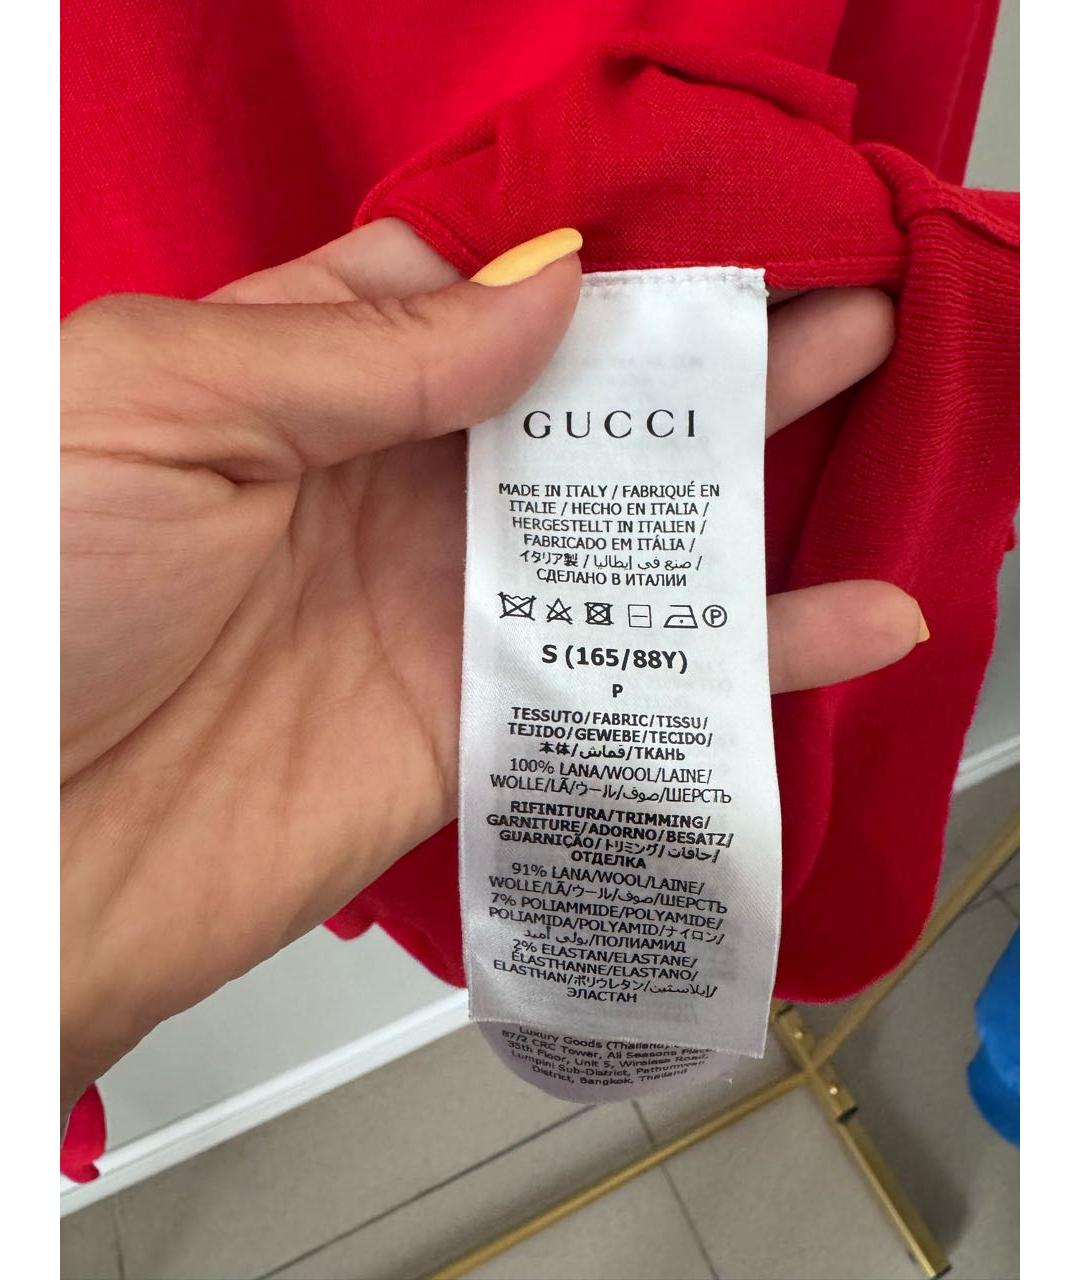 GUCCI
MADE IN ITALY / FABRIQUÉ EN
ITALIE / HECHO EN ITALIA /
HERGESTELLT IN ITALIEN /
FABRICADO EM ITÁLIA /
イタリア製 / صنع في إيطاليا /
СДЕЛАНО В ИТАЛИИ
P
S (165/88Y)
P
TESSUTO/FABRIC/TISSU/
TEJIDO/GEWEBE/TECIDO/
本体/قماش/ТКАНЬ
100% LANA/WOOL/LAINE/
WOLLE/LÃ/ウール/صوف/ШЕРСТЬ
RIFINITURA/TRIMMING/
GARNITURE/ADORNO/BESATZ/
GUARNIÇÃO/トリミング/حافات/
ОТДЕЛКА
91% LANA/WOOL/LAINE/
WOLLE/LÃ/ウール/صوف/ШЕРСТЬ
7% POLIAMMIDE/POLYAMIDE/
POLIAMIDA/POLYAMID/ナイロン/
بولي أميد/ПОЛИАМИД
2% ELASTAN/ELASTANE/
ÉLASTHANNE/ELASTANO/
ELASTHAN/ポリウレタン/إيلاستين/
ЭЛАСТАН
Luxury Goods (Thailand)
87/2 CRC Tower, All Seasons Place,
35th Floor, Unit 5, Wireless Road,
Lumpini Sub-District, Pathumwan
District, Bangkok, Thailand